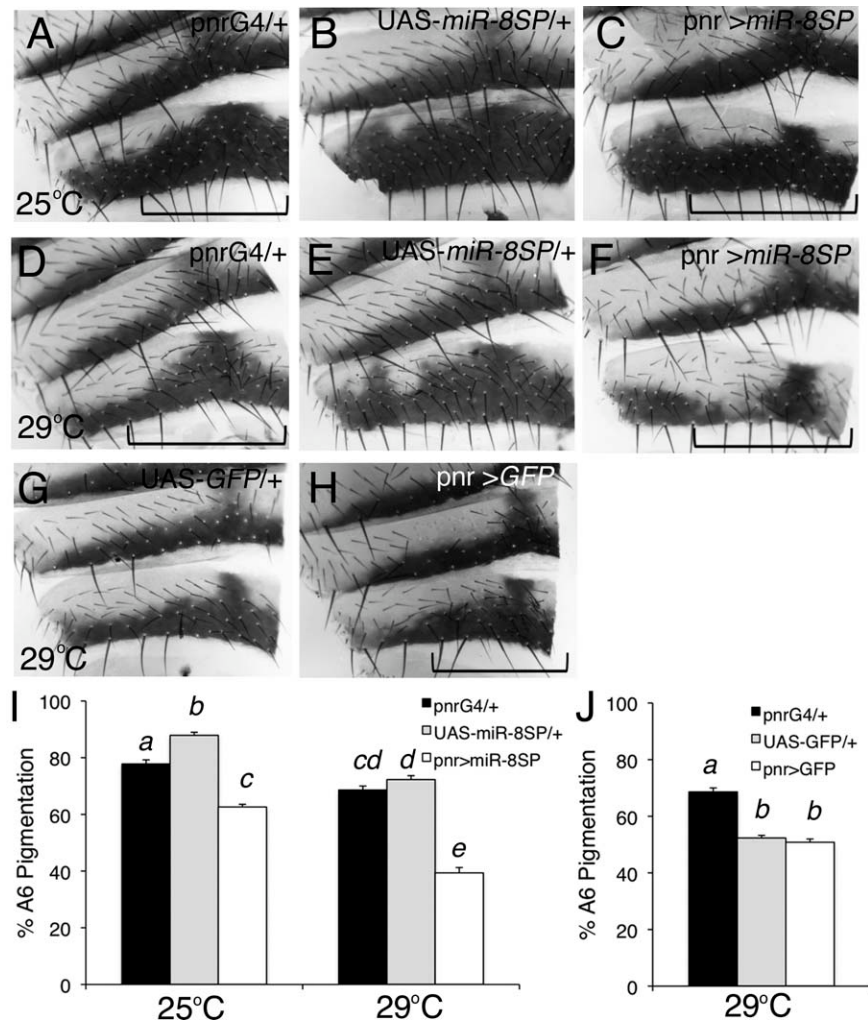 A pnrG4/+
B UAS-miR-8SP/+
C pnr >miR-8SP
25°C
D pnrG4/+
E UAS-miR-8SP/+
F pnr >miR-8SP
29°C
G UAS-GFP/+
H pnr >GFP
29°C
I
% A6 Pigmentation
100
80
60
40
20
0
a
b
c
cd
d
e
pnrG4/+
UAS-miR-8SP/+
pnr>miR-8SP
25°C
29°C
J
% A6 Pigmentation
100
80
60
40
20
0
a
b
b
pnrG4/+
UAS-GFP/+
pnr>GFP
29°C